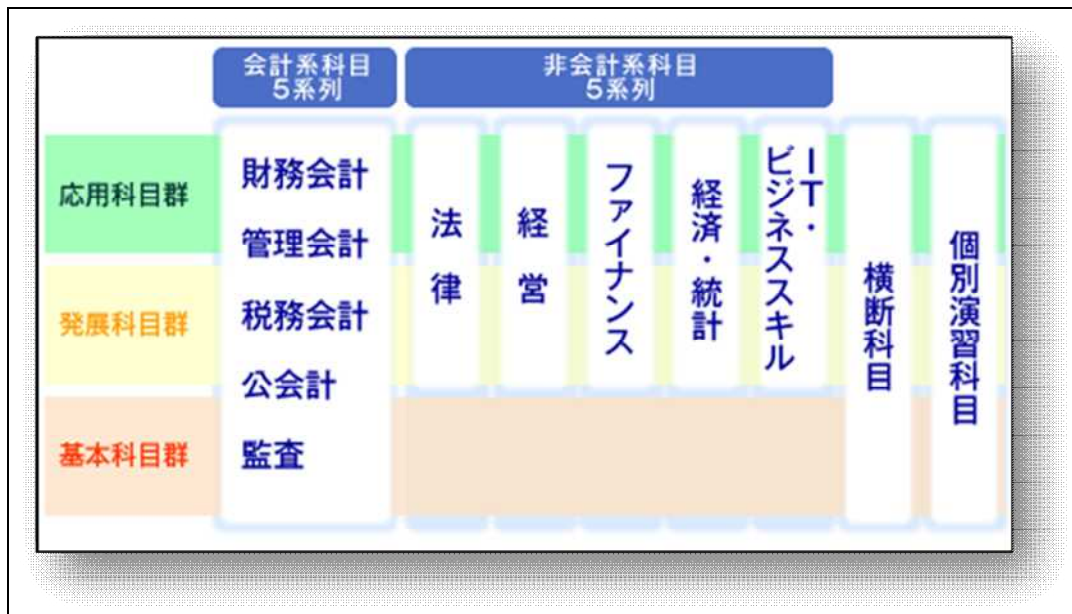 会計系科目
5系列
非会計系科目
5系列
応用科目群
発展科目群
基本科目群
財務会計
管理会計
税務会計
公会計
監査
法律
経営
ファイナンス
経済・統計
IT・
ビジネススキル
横断科目
個別演習科目